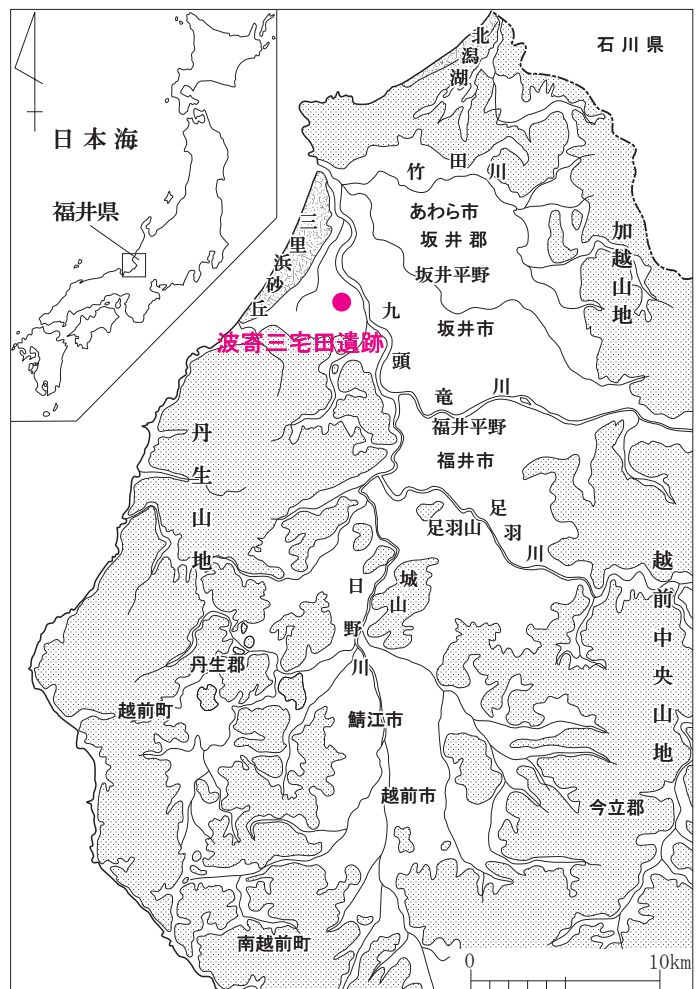 石川県
北潟湖
日本海
福井県
竹田川
あわら市
坂井郡
坂井平野
加越山地
三里浜砂丘
波寄三宅田遺跡
坂井市
九頭竜川
福井平野
福井市
丹生山地
足羽山
足羽川
越前中央山地
城山
日野川
丹生郡
越前町
鯖江市
越前市
今立郡
南越前町
0 10km